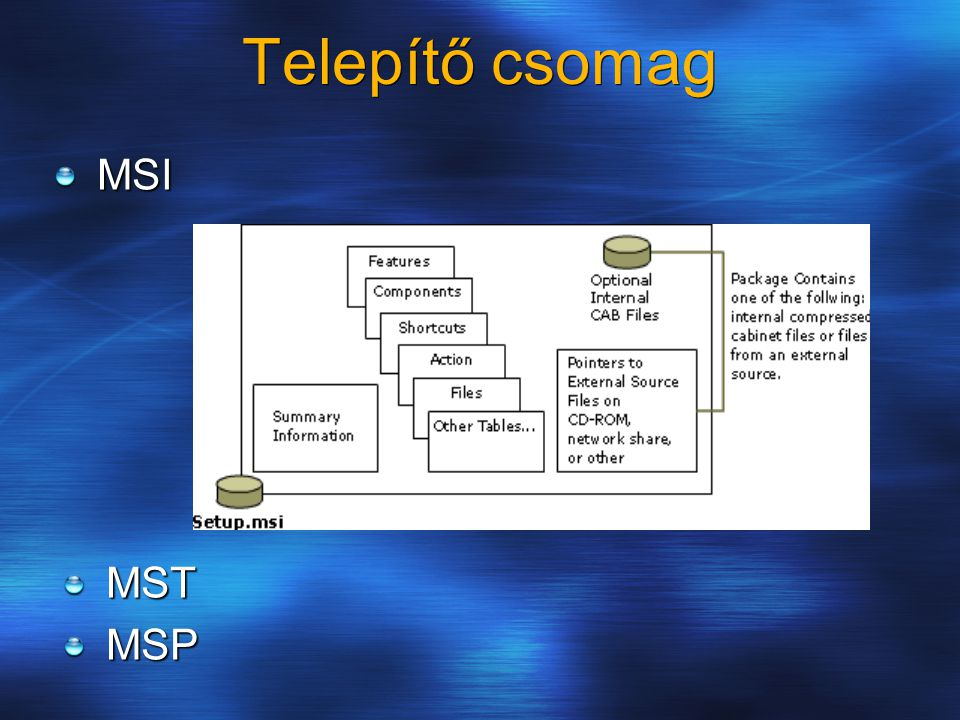 Telepítő csomag
MSI
Features
Components
Shortcuts
Action
Files
Other Tables...
Summary
Information
Optional
Internal
CAB Files
Pointers to
External Source
Files on
CD-ROM,
network share,
or other
Package Contains
one of the follwing:
internal compressed
cabinet files or files
from an external
source.
Setup.msi
MST
MSP